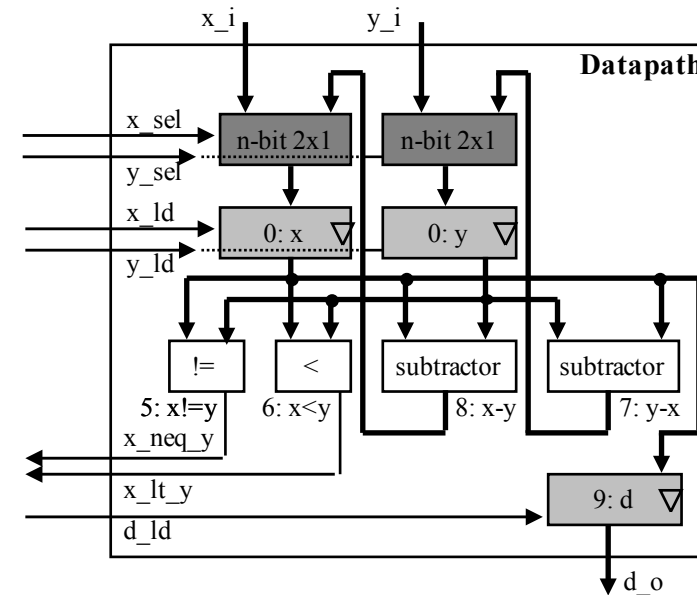 x_i
y_i
Datapath
x_sel
n-bit 2x1
n-bit 2x1
y_sel
x_ld
0: x
0: y
y_ld
!=
<
subtractor
subtractor
5: x!=y
6: x<y
8: x-y
7: y-x
x_neq_y
x_lt_y
9: d
d_ld
d_o